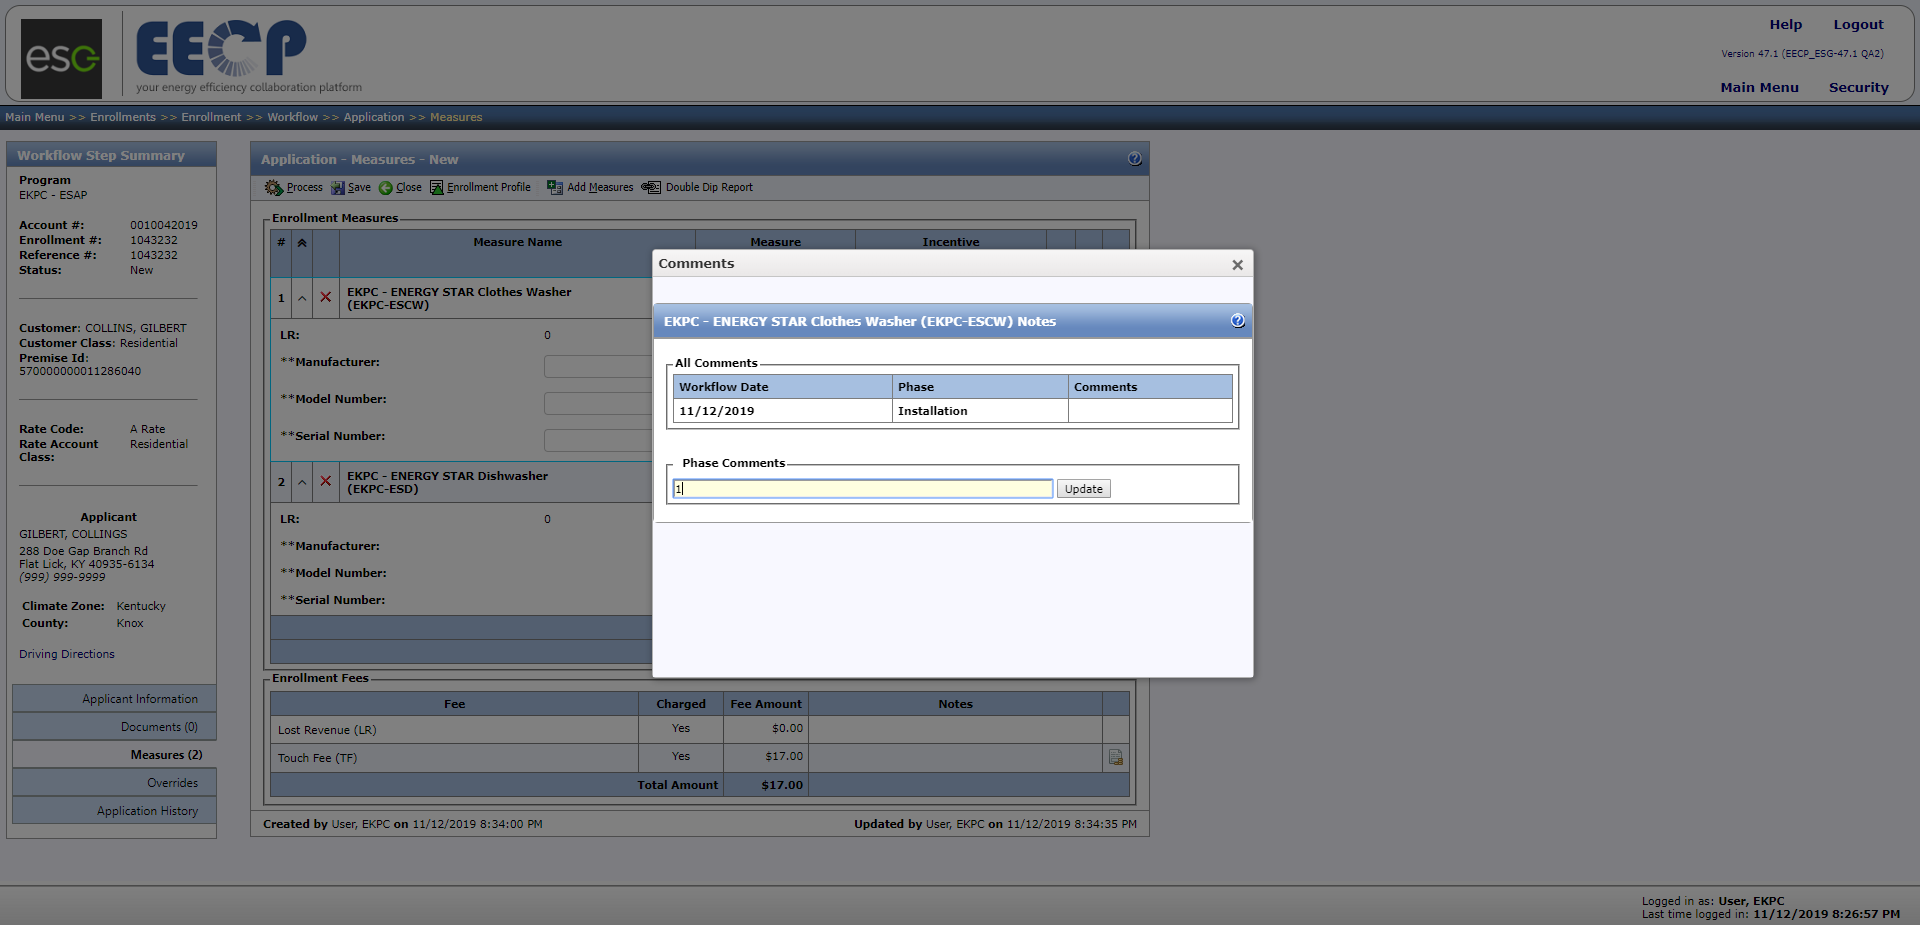 esc
EECP
your energy efficiency collaboration platform
Help Logout
Version 47.1 (EECP_ESG-47.1 QA2)
Main Menu Security
Main Menu >> Enrollments >> Enrollment >> Workflow >> Application >> Measures
Workflow Step Summary
Program
EKPC - ESAP
Account #: 0010042019
Enrollment #: 1043232
Reference #: 1043232
Status: New
Customer: COLLINS, GILBERT
Customer Class: Residential
Premise Id:
570000000011286040
Rate Code: A Rate
Rate Account Residential
Class:
Applicant
GILBERT, COLLINGS
288 Doe Gap Branch Rd
Flat Lick, KY 40935-6134
(999) 999-9999
Climate Zone: Kentucky
County: Knox
Driving Directions
Applicant Information
Documents (0)
Measures (2)
Overrides
Application History
Application - Measures - New
Process Save Close Enrollment Profile Add Measures Double Dip Report
Enrollment Measures
# Measure Name Measure Incentive
1 EKPC - ENERGY STAR Clothes Washer
(EKPC-ESCW)
LR: 0
**Manufacturer:
**Model Number:
**Serial Number:
2 EKPC - ENERGY STAR Dishwasher
(EKPC-ESD)
LR: 0
**Manufacturer:
**Model Number:
**Serial Number:
Comments
EKPC - ENERGY STAR Clothes Washer (EKPC-ESCW) Notes
All Comments
Workflow Date Phase Comments
11/12/2019 Installation
Phase Comments
1 Update
Enrollment Fees
Fee Charged Fee Amount Notes
Lost Revenue (LR) Yes $0.00
Touch Fee (TF) Yes $17.00
Total Amount $17.00
Created by User, EKPC on 11/12/2019 8:34:00 PM Updated by User, EKPC on 11/12/2019 8:34:35 PM
Logged in as: User, EKPC
Last time logged in: 11/12/2019 8:26:57 PM